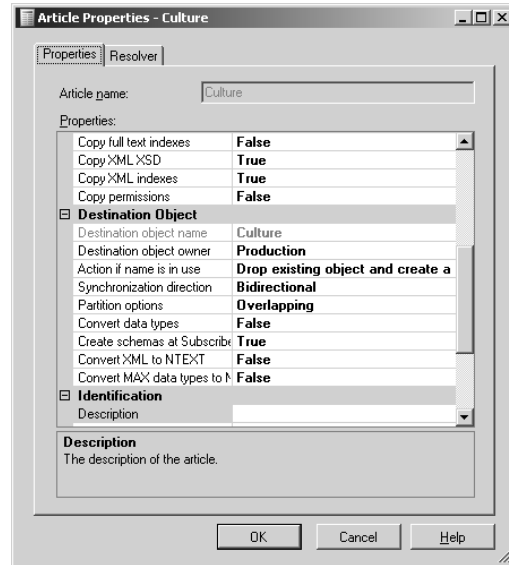 Article Properties - Culture
Properties Resolver
Article name: Culture
Properties:
Copy full text indexes False
Copy XML XSD True
Copy XML indexes True
Copy permissions False
Destination Object
Destination object name Culture
Destination object owner Production
Action if name is in use Drop existing object and create a
Synchronization direction Bidirectional
Partition options Overlapping
Convert data types False
Create schemas at Subscribe True
Convert XML to NTEXT False
Convert MAX data types to N False
Identification
Description
Description
The description of the article.
OK Cancel Help